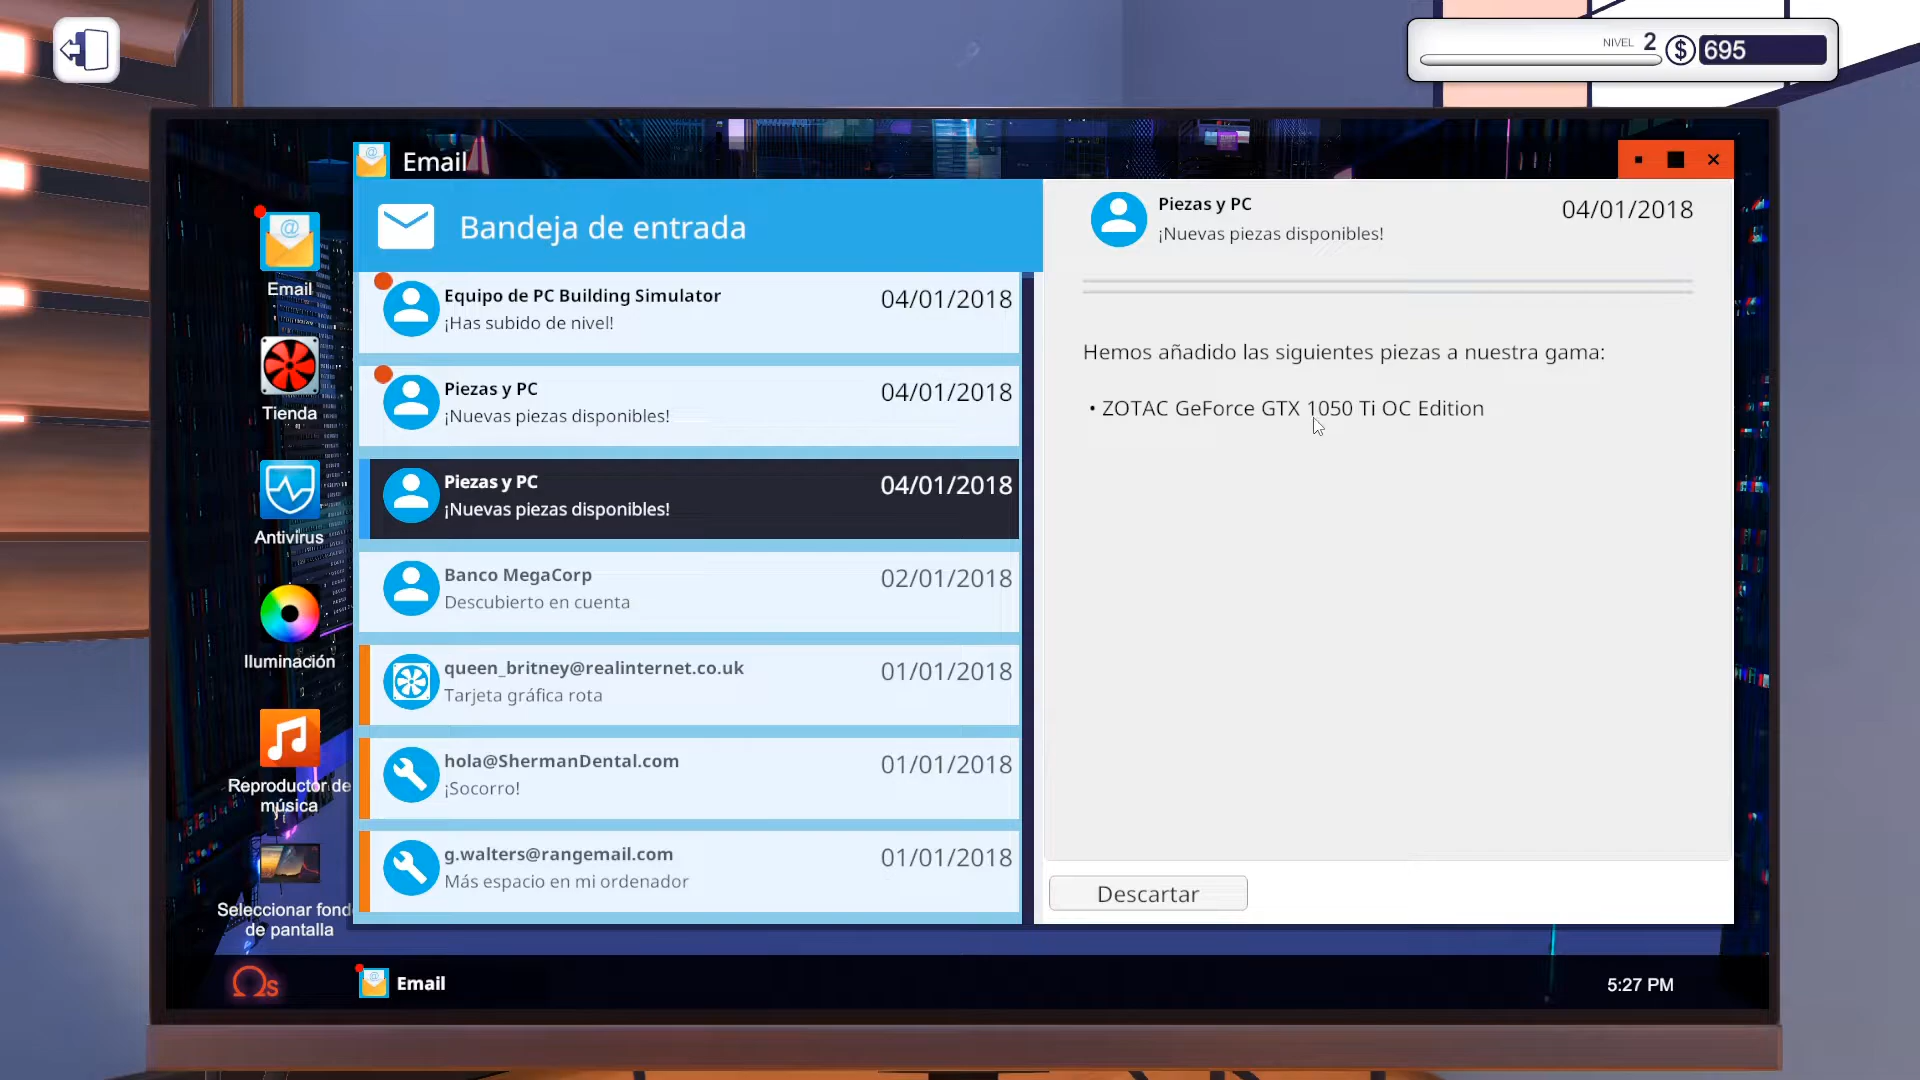 NIVEL 2 $ 695
Email
Bandeja de entrada
Equipo de PC Building Simulator 04/01/2018
¡Has subido de nivel!
Piezas y PC 04/01/2018
¡Nuevas piezas disponibles!
Piezas y PC 04/01/2018
¡Nuevas piezas disponibles!
Banco MegaCorp 02/01/2018
Descubierto en cuenta
queen_britney@realinternet.co.uk 01/01/2018
Tarjeta gráfica rota
hola@ShermanDental.com 01/01/2018
¡Socorro!
g.walters@rangemail.com 01/01/2018
Más espacio en mi ordenador
Piezas y PC 04/01/2018
¡Nuevas piezas disponibles!
Hemos añadido las siguientes piezas a nuestra gama:
• ZOTAC GeForce GTX 1050 Ti OC Edition
Descartar
Email
Tienda
Antivirus
Iluminación
Reproductor de
música
Seleccionar fond
de pantalla
Ωs
Email
5:27 PM